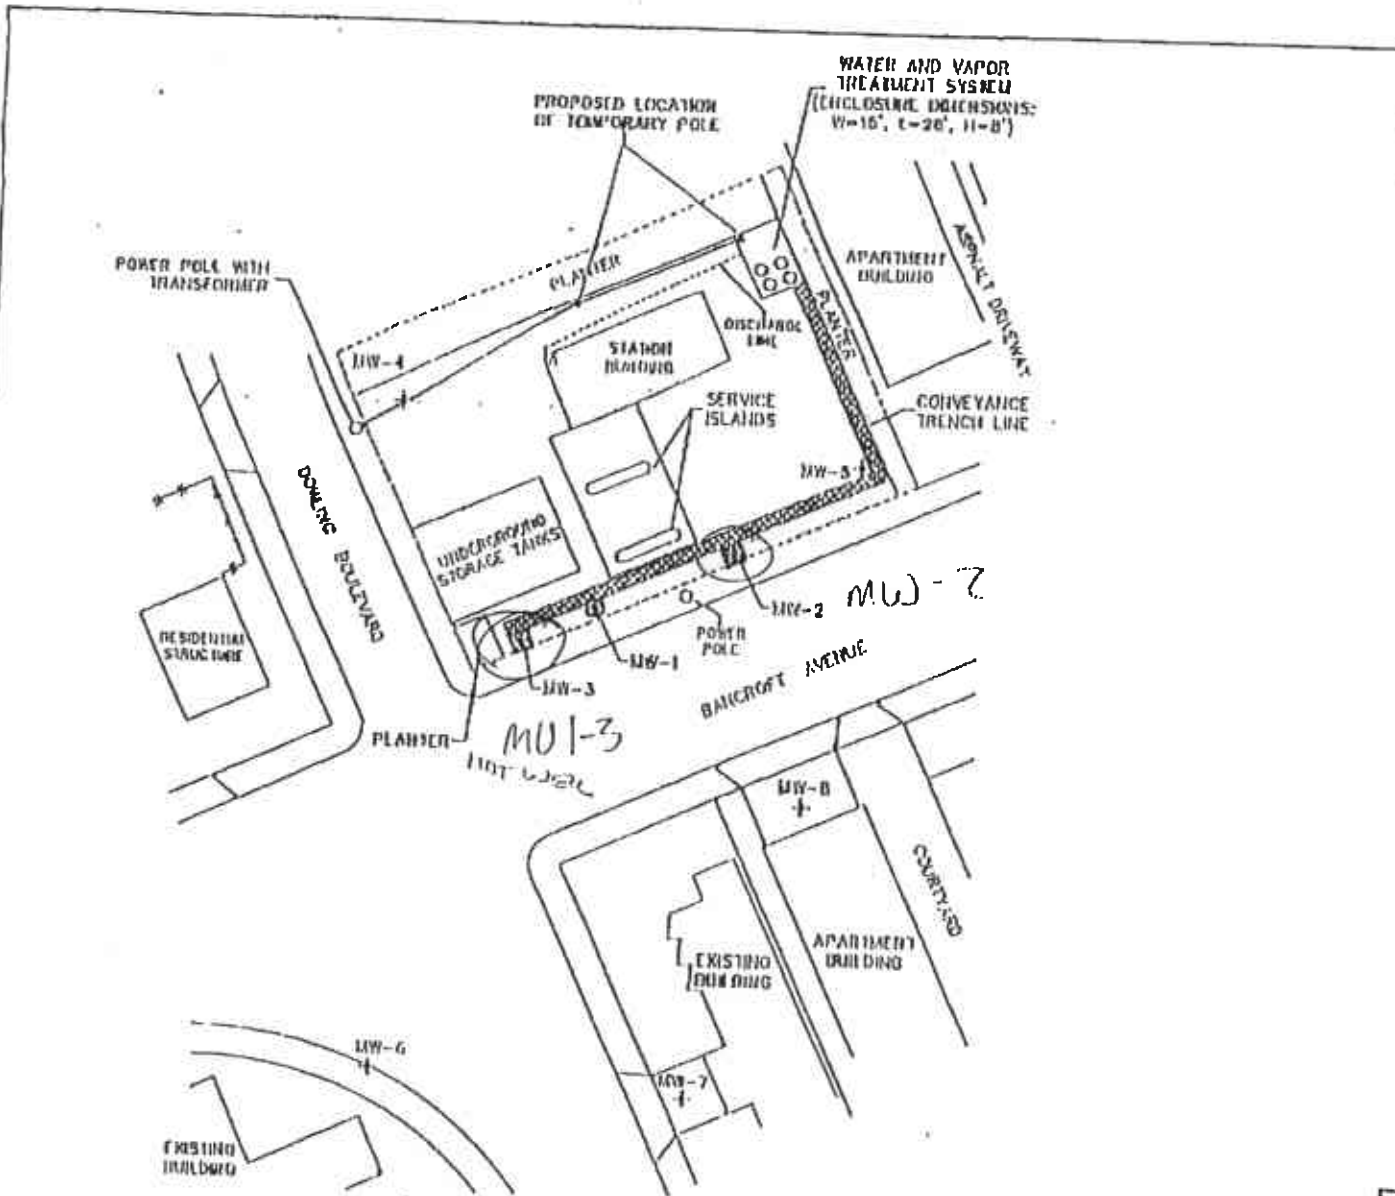 WATER AND VAPOR
TREATMENT SYSTEM
(ENCLOSURE DIMENSIONS:
W=16', L=26', H=8')
PROPOSED LOCATION
OF TEMPORARY POLE
POWER POLE WITH
TRANSFORMER
PLANTER
APARTMENT
BUILDING
ASPHALT DRIVEWAY
MW-4
STATION
BUILDING
DISCHARGE
LINE
PLANTER
SERVICE
ISLANDS
CONVEYANCE
TRENCH LINE
MW-5
DOWLING BOULEVARD
UNDERGROUND
STORAGE TANKS
RESIDENTIAL
STRUCTURE
MW-2
MW-2
POWER
POLE
MW-1
MW-3
BANCROFT AVENUE
PLANTER
MW-3
MW-8
COURTYARD
EXISTING
BUILDING
APARTMENT
BUILDING
MW-6
MW-7
EXISTING
BUILDING